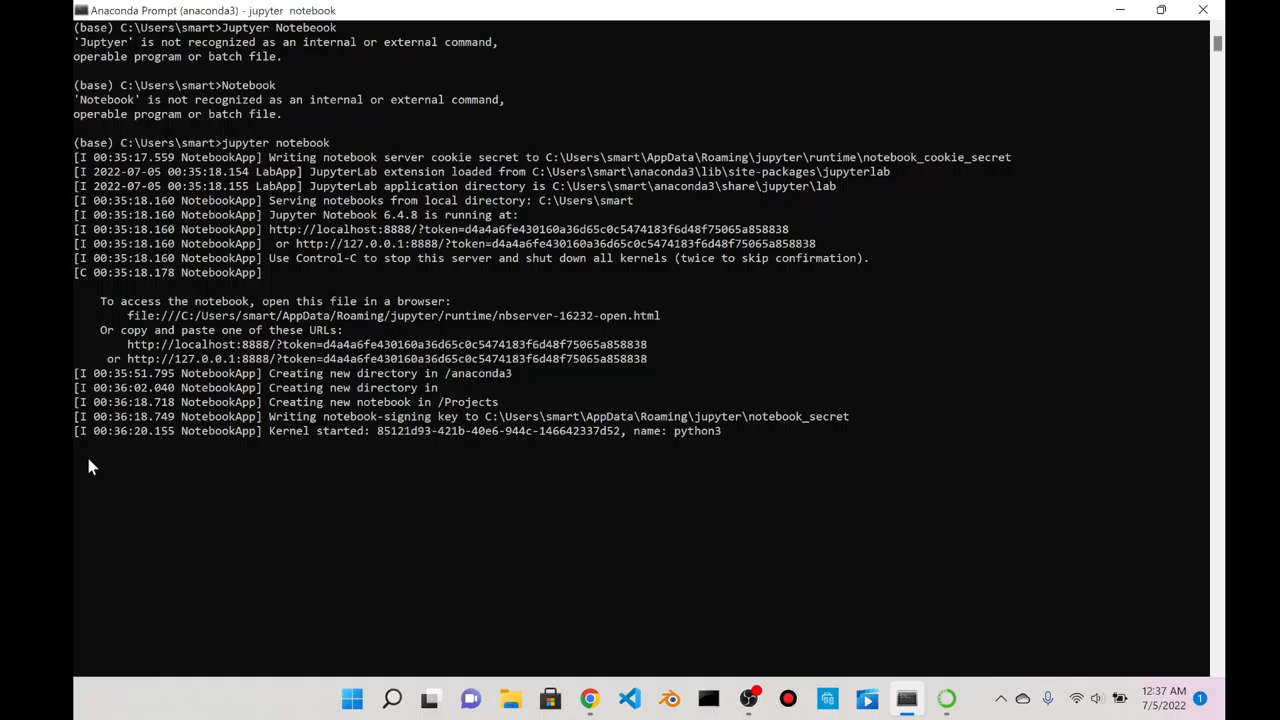 Anaconda Prompt (anaconda3) - jupyter  notebook
(base) C:\Users\smart>Juptyer Notebeook
'Juptyer' is not recognized as an internal or external command,
operable program or batch file.
(base) C:\Users\smart>Notebook
'Notebook' is not recognized as an internal or external command,
operable program or batch file.
(base) C:\Users\smart>jupyter notebook
[I 00:35:17.559 NotebookApp] Writing notebook server cookie secret to C:\Users\smart\AppData\Roaming\jupyter\runtime\notebook_cookie_secret
[I 2022-07-05 00:35:18.154 LabApp] JupyterLab extension loaded from C:\Users\smart\anaconda3\lib\site-packages\jupyterlab
[I 2022-07-05 00:35:18.155 LabApp] JupyterLab application directory is C:\Users\smart\anaconda3\share\jupyter\lab
[I 00:35:18.160 NotebookApp] Serving notebooks from local directory: C:\Users\smart
[I 00:35:18.160 NotebookApp] Jupyter Notebook 6.4.8 is running at:
[I 00:35:18.160 NotebookApp] http://localhost:8888/?token=d4a4a6fe430160a36d65c0c5474183f6d48f75065a858838
[I 00:35:18.160 NotebookApp]  or http://127.0.0.1:8888/?token=d4a4a6fe430160a36d65c0c5474183f6d48f75065a858838
[I 00:35:18.160 NotebookApp] Use Control-C to stop this server and shut down all kernels (twice to skip confirmation).
[C 00:35:18.178 NotebookApp]
To access the notebook, open this file in a browser:
file:///C:/Users/smart/AppData/Roaming/jupyter/runtime/nbserver-16232-open.html
Or copy and paste one of these URLs:
http://localhost:8888/?token=d4a4a6fe430160a36d65c0c5474183f6d48f75065a858838
or http://127.0.0.1:8888/?token=d4a4a6fe430160a36d65c0c5474183f6d48f75065a858838
[I 00:35:51.795 NotebookApp] Creating new directory in /anaconda3
[I 00:36:02.040 NotebookApp] Creating new directory in
[I 00:36:18.718 NotebookApp] Creating new notebook in /Projects
[I 00:36:18.749 NotebookApp] Writing notebook-signing key to C:\Users\smart\AppData\Roaming\jupyter\notebook_secret
[I 00:36:20.155 NotebookApp] Kernel started: 85121d93-421b-40e6-944c-146642337d52, name: python3
12:37 AM
7/5/2022
1